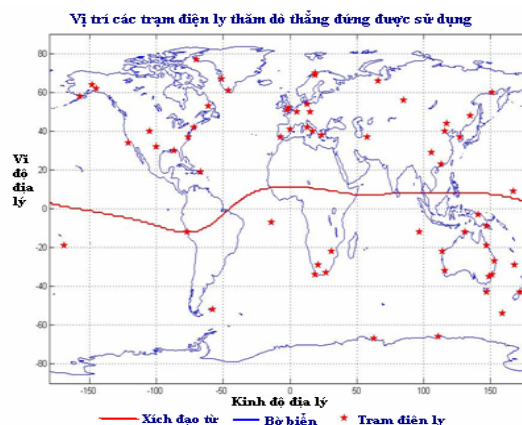 Vị trí các trạm điện ly thăm dò thẳng đứng được sử dụng
Vĩ
độ
địa
lý
80
60
40
20
0
-20
-40
-60
-80
-150 -100 -50 0 50 100 150
Kinh độ địa lý
Xích đạo từ Bờ biển Trạm điện ly